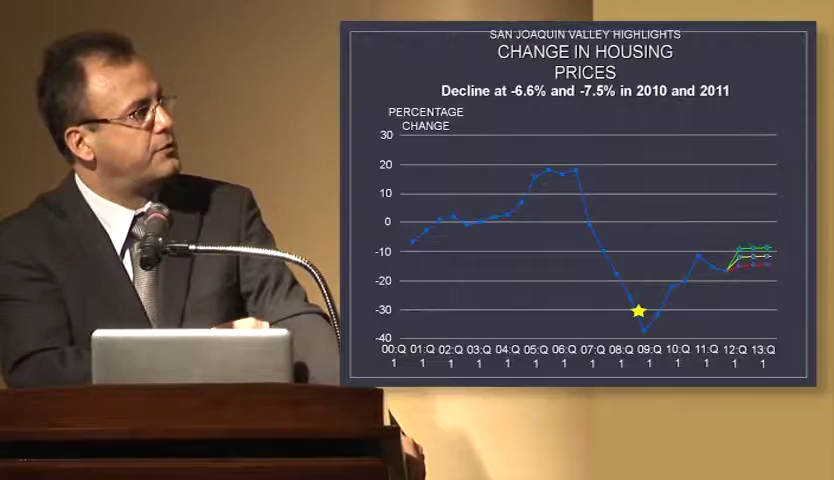 SAN JOAQUIN VALLEY HIGHLIGHTS
CHANGE IN HOUSING
PRICES
Decline at -6.6% and -7.5% in 2010 and 2011
PERCENTAGE
CHANGE
30
20
10
0
-10
-20
-30
-40
00:Q 01:Q 02:Q 03:Q 04:Q 05:Q 06:Q 07:Q 08:Q 09:Q 10:Q 11:Q 12:Q 13:Q
1 1 1 1 1 1 1 1 1 1 1 1 1 1